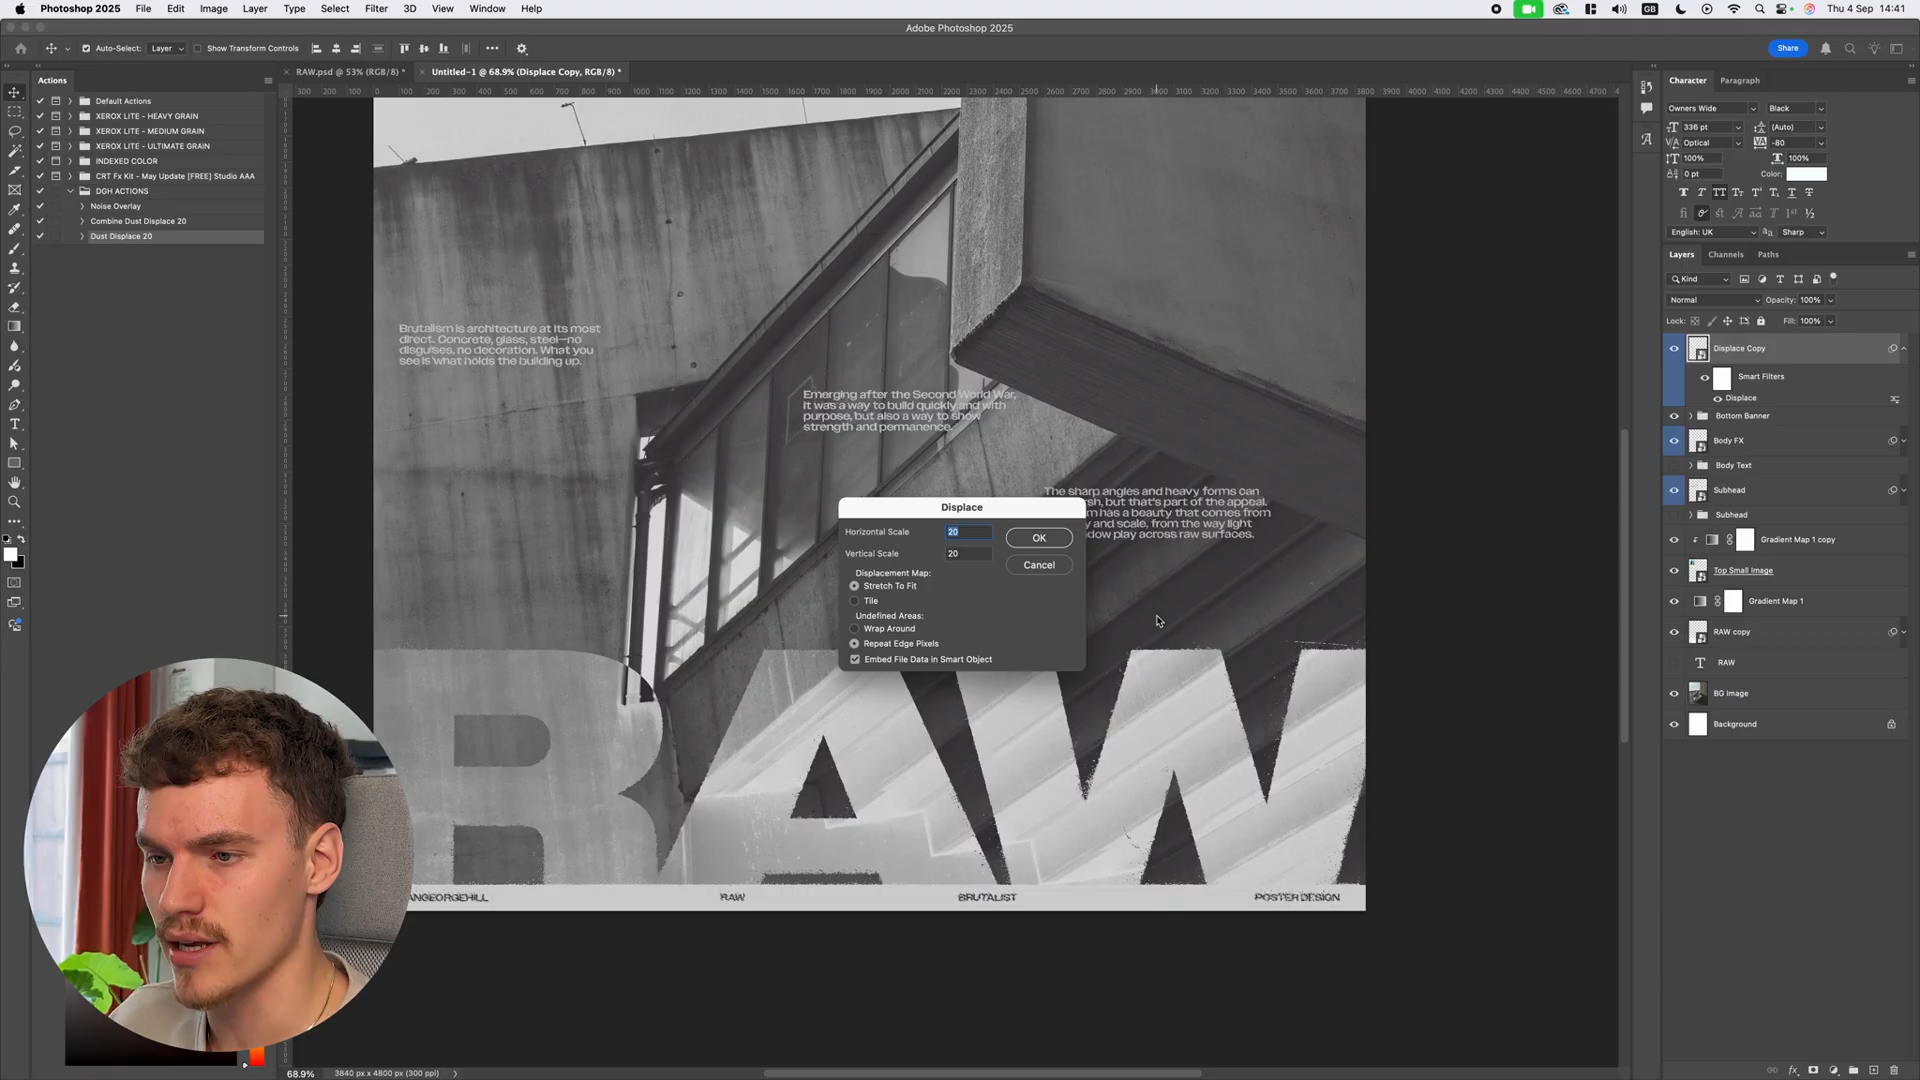 Photoshop 2025 File Edit Image Layer Type Select Filter 3D View Window Help
GB
Thu 4 Sep 14:41
Adobe Photoshop 2025
Auto-Select: Layer
Show Transform Controls
Share
Actions
RAW.psd @ 53% (RGB/8) *
Untitled-1 @ 68.9% (Displace Copy, RGB/8) *
Default Actions
XEROX LITE - HEAVY GRAIN
XEROX LITE - MEDIUM GRAIN
XEROX LITE - ULTIMATE GRAIN
INDEXED COLOR
CRT Fx Kit - May Update [FREE] Studio AAA
DGH ACTIONS
Noise Overlay
Combine Dust Displace 20
Dust Displace 20
Brutalism is architecture at its most
direct. Concrete, glass, steel—no
disguises, no decoration. What you
see is what holds the building up.
Emerging after the Second World War,
it was a way to build quickly and with
purpose, but also a way to show
strength and permanence.
The sharp angles and heavy forms can
sh, but that's part of the appeal.
m has a beauty that comes from
y and scale, from the way light
dow play across raw surfaces.
Displace
Horizontal Scale 20
OK
Vertical Scale 20
Cancel
Displacement Map:
Stretch To Fit
Tile
Undefined Areas:
Wrap Around
Repeat Edge Pixels
Embed File Data in Smart Object
RAW
ANGEORGEHILL RAW BRUTALIST POSTER DESIGN
68.9% 3840 px x 4800 px (300 ppi)
Character Paragraph
Owners Wide Black
336 pt (Auto)
Optical -80
100% 100%
0 pt Color:
English: UK Sharp
Layers Channels Paths
Kind
Normal Opacity: 100%
Lock: Fill: 100%
Displace Copy
Smart Filters
Displace
Bottom Banner
Body FX
Body Text
Subhead
Subhead
Gradient Map 1 copy
Top Small Image
Gradient Map 1
RAW copy
RAW
BG Image
Background